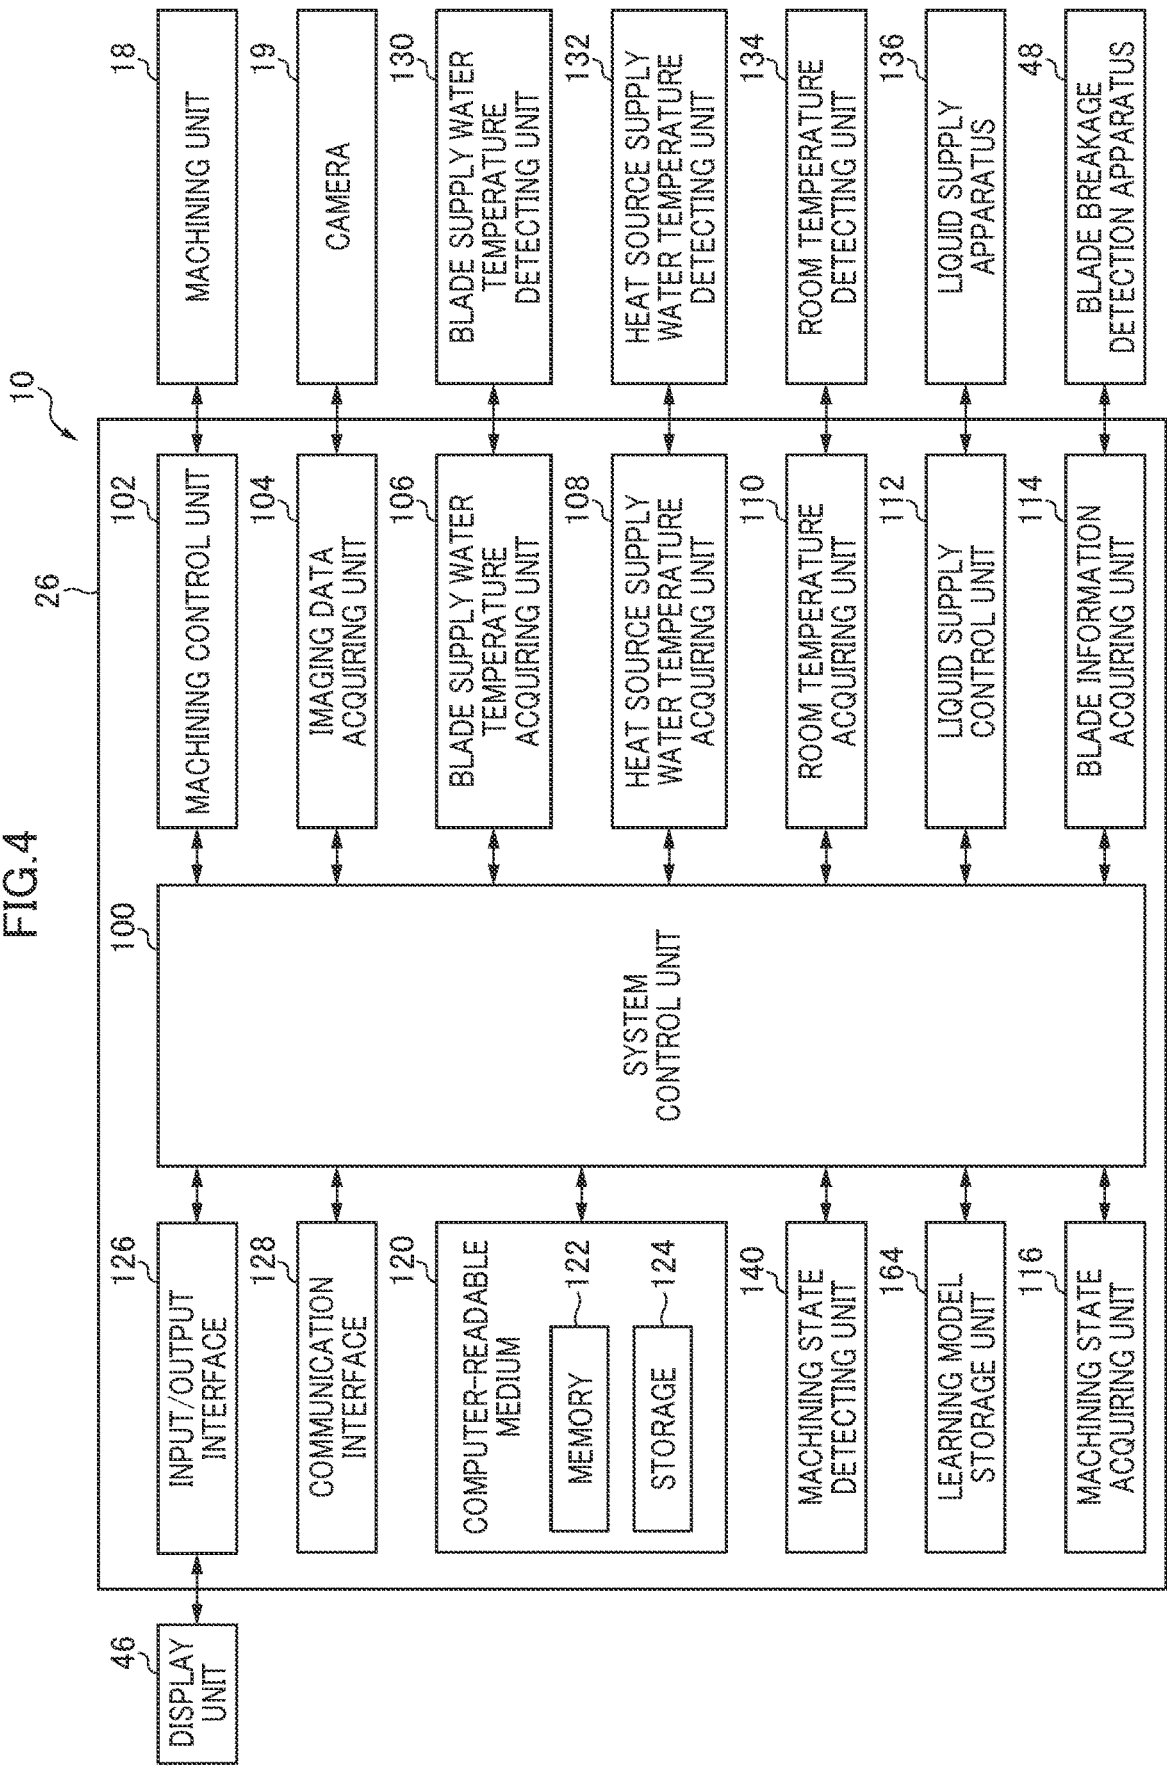 FIG.4
10
26
46
DISPLAY
UNIT
126
INPUT/OUTPUT
INTERFACE
128
COMMUNICATION
INTERFACE
120
COMPUTER-READABLE
MEDIUM
122
MEMORY
124
STORAGE
140
MACHINING STATE
DETECTING UNIT
164
LEARNING MODEL
STORAGE UNIT
116
MACHINING STATE
ACQUIRING UNIT
100
SYSTEM
CONTROL UNIT
102
MACHINING CONTROL UNIT
104
IMAGING DATA
ACQUIRING UNIT
106
BLADE SUPPLY WATER
TEMPERATURE
ACQUIRING UNIT
108
HEAT SOURCE SUPPLY
WATER TEMPERATURE
ACQUIRING UNIT
110
ROOM TEMPERATURE
ACQUIRING UNIT
112
LIQUID SUPPLY
CONTROL UNIT
114
BLADE INFORMATION
ACQUIRING UNIT
18
MACHINING UNIT
19
CAMERA
130
BLADE SUPPLY WATER
TEMPERATURE
DETECTING UNIT
132
HEAT SOURCE SUPPLY
WATER TEMPERATURE
DETECTING UNIT
134
ROOM TEMPERATURE
DETECTING UNIT
136
LIQUID SUPPLY
APPARATUS
48
BLADE BREAKAGE
DETECTION APPARATUS